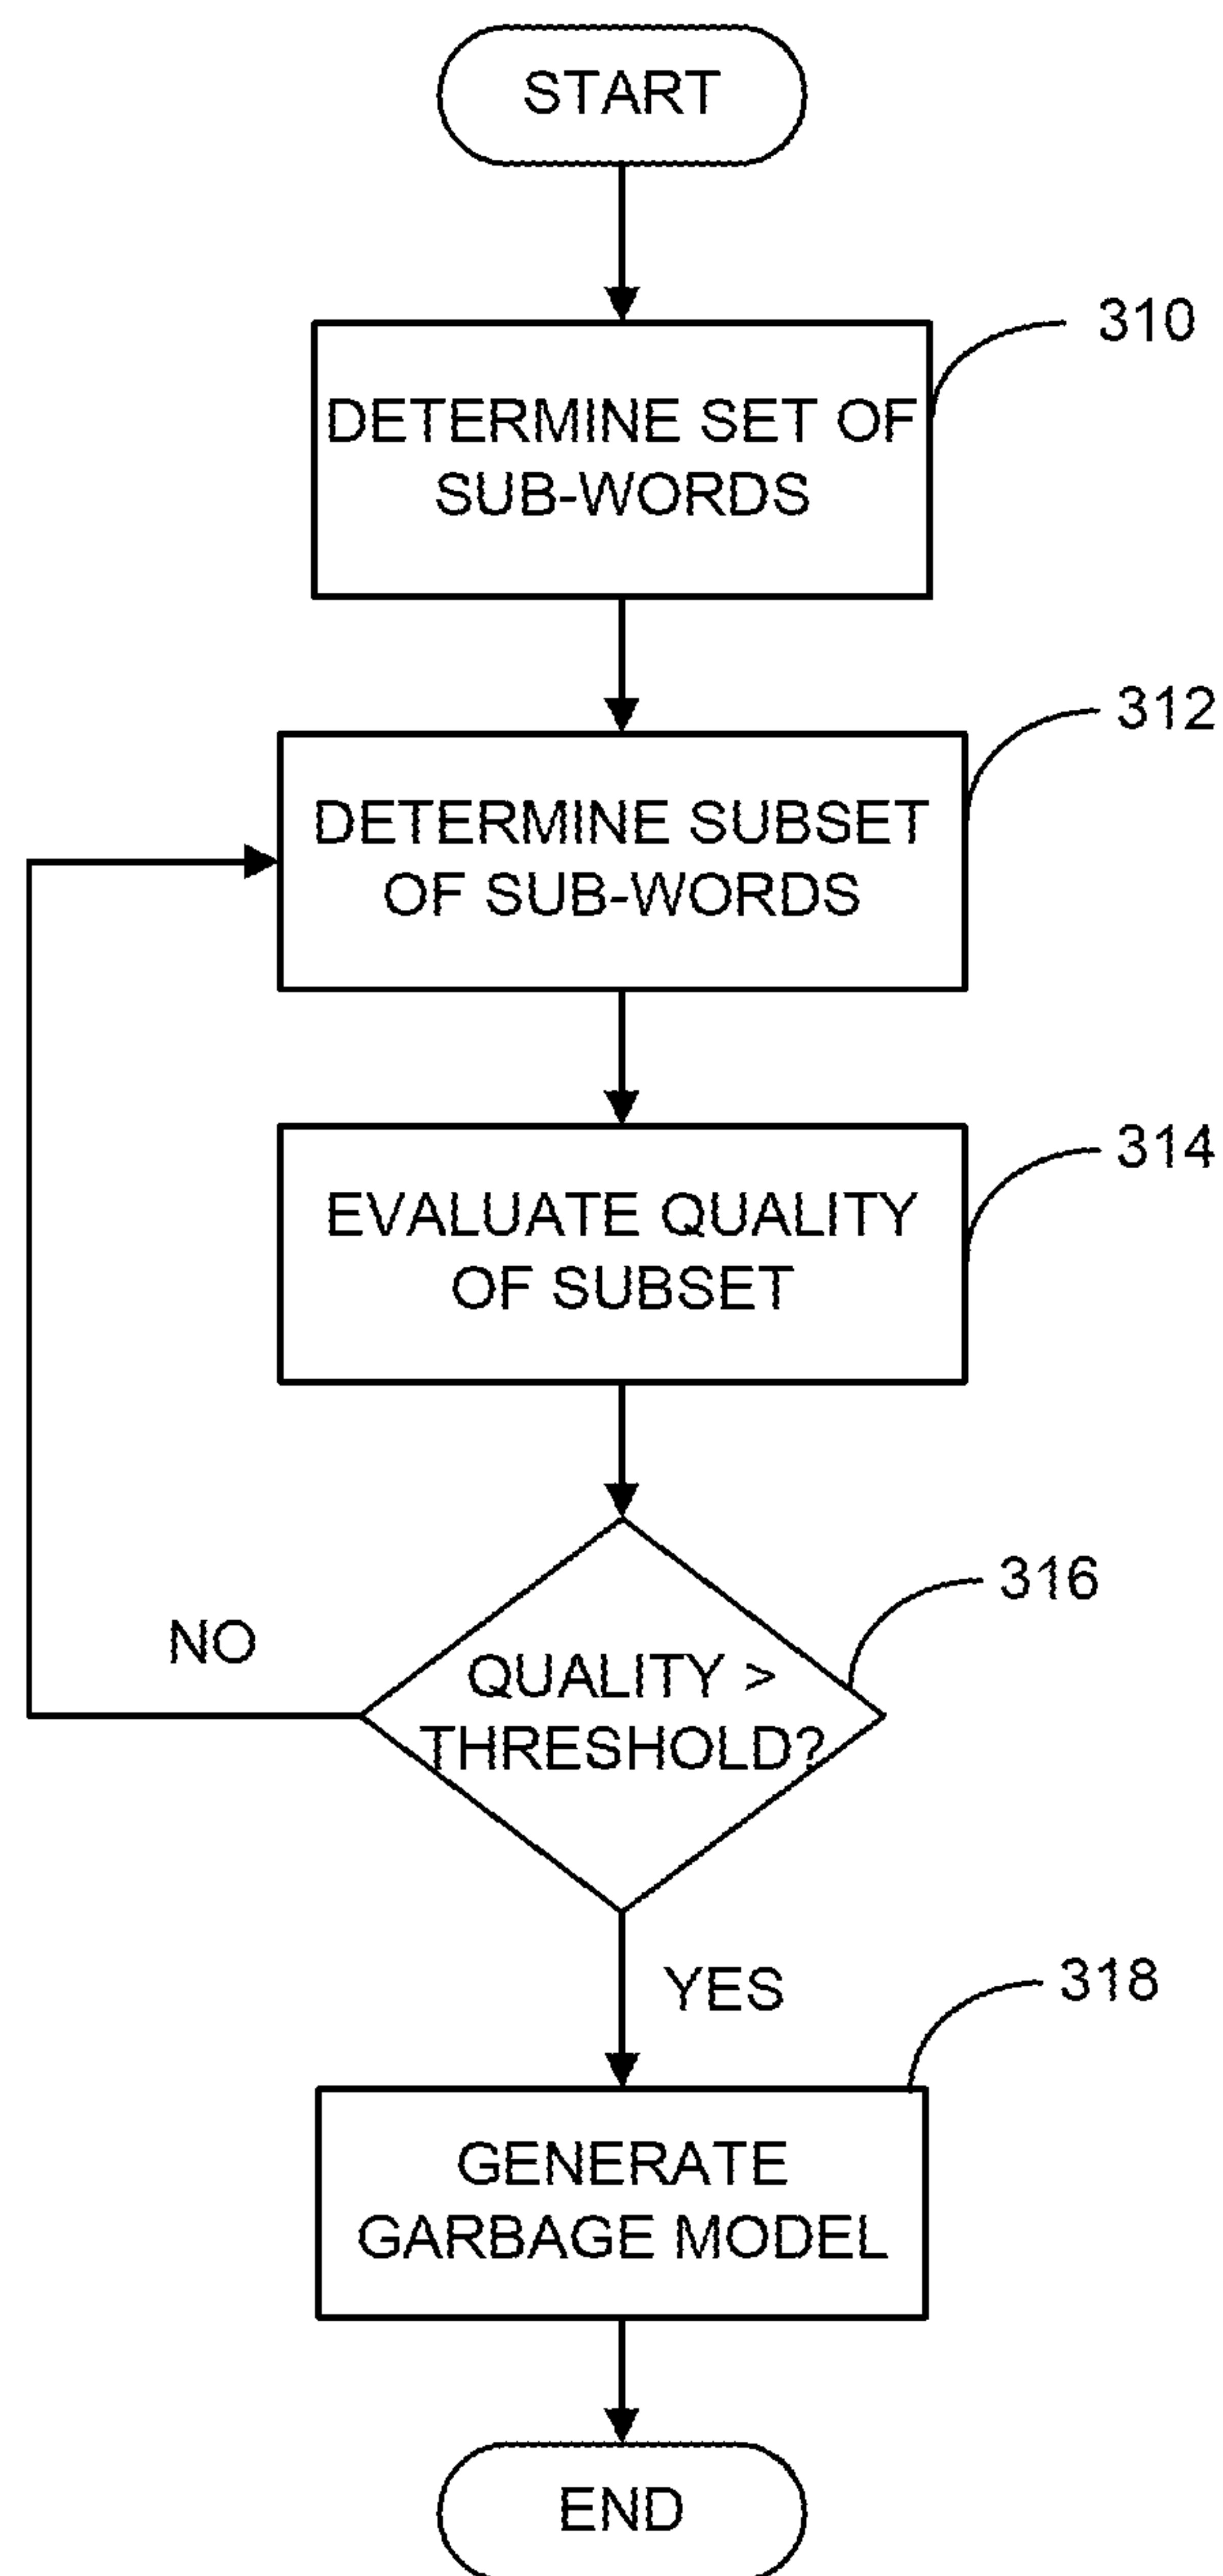 START
310
DETERMINE SET OF
SUB-WORDS
312
DETERMINE SUBSET
OF SUB-WORDS
314
EVALUATE QUALITY
OF SUBSET
316
NO
QUALITY >
THRESHOLD?
YES
318
GENERATE
GARBAGE MODEL
END